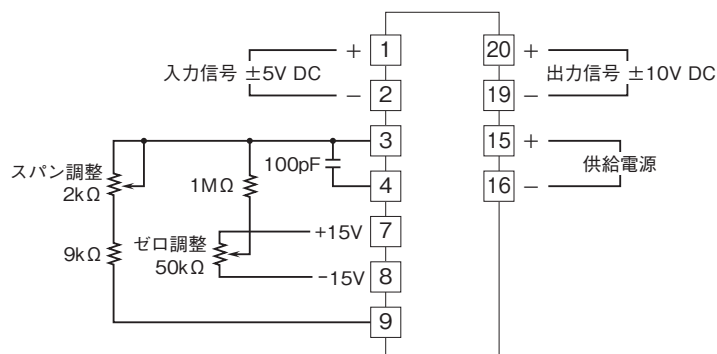 入力信号 ±5V DC
+ 1
− 2
3
4
7
8
9
20 +
19 −
出力信号 ±10V DC
15 +
16 −
供給電源
スパン調整
2kΩ
9kΩ
1MΩ
100pF
ゼロ調整
50kΩ
+15V
−15V